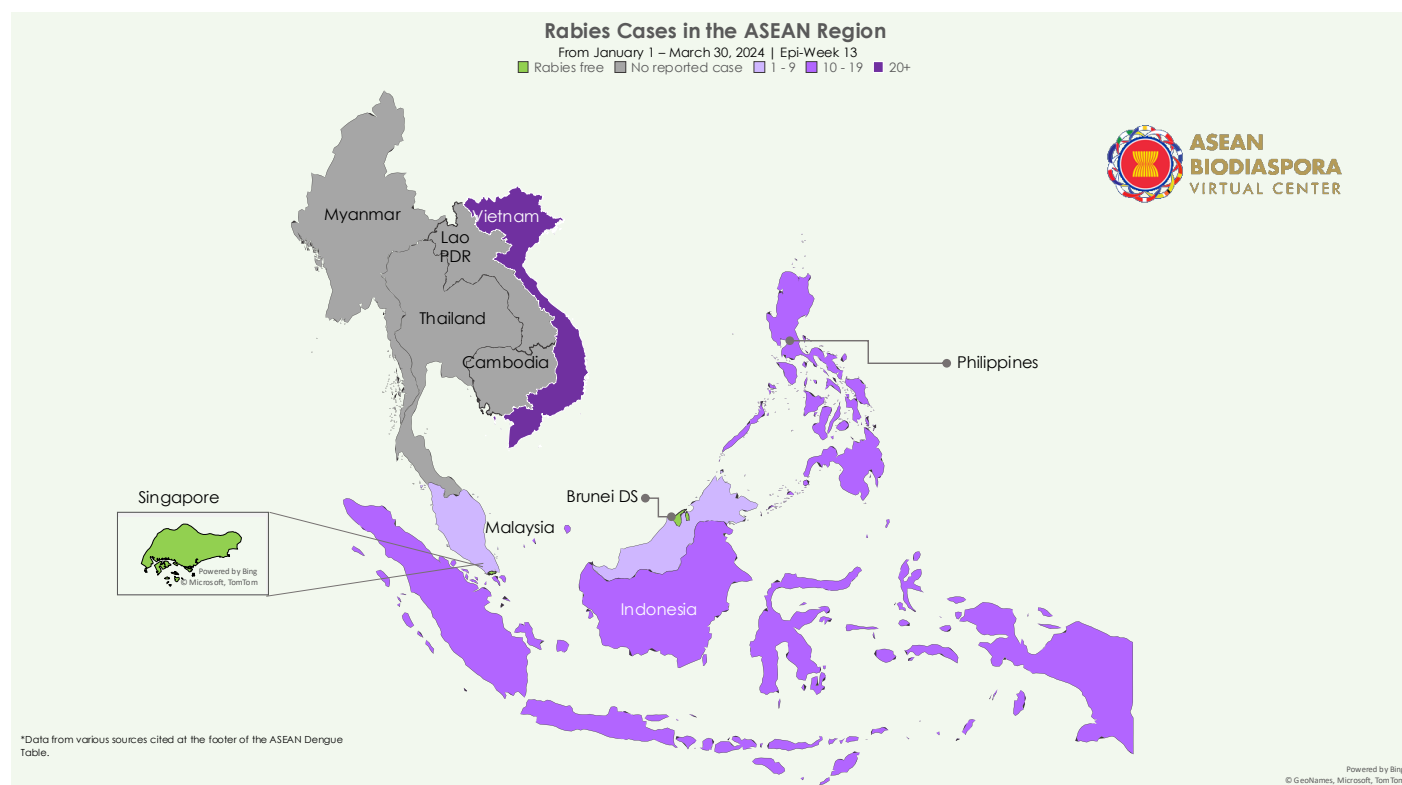 Rabies Cases in the ASEAN Region
From January 1 – March 30, 2024 | Epi-Week 13
Rabies free No reported case 1 - 9 10 - 19 20+
ASEAN
BIODIASPORA
VIRTUAL CENTER
Myanmar
Vietnam
Lao
PDR
Thailand
Cambodia
Philippines
Singapore
Brunei DS
Malaysia
Powered by Bing
© Microsoft, TomTom
Indonesia
*Data from various sources cited at the footer of the ASEAN Dengue
Table.
Powered by Bing
© GeoNames, Microsoft, TomTom